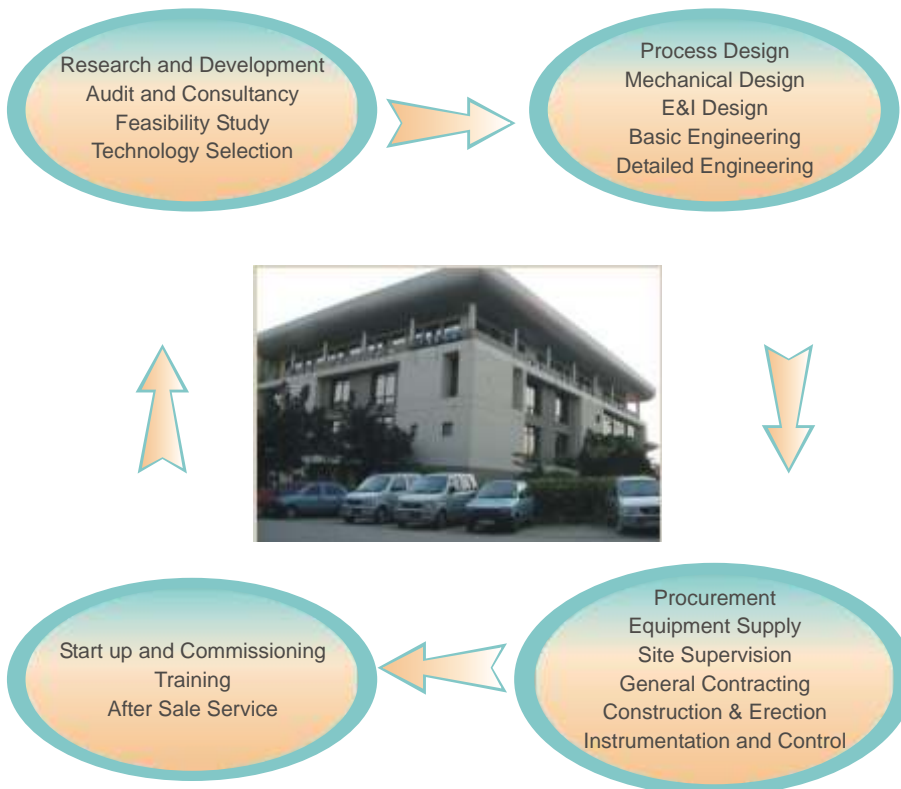 Research and Development
Audit and Consultancy
Feasibility Study
Technology Selection
Process Design
Mechanical Design
E&I Design
Basic Engineering
Detailed Engineering
Procurement
Equipment Supply
Site Supervision
General Contracting
Construction & Erection
Instrumentation and Control
Start up and Commissioning
Training
After Sale Service